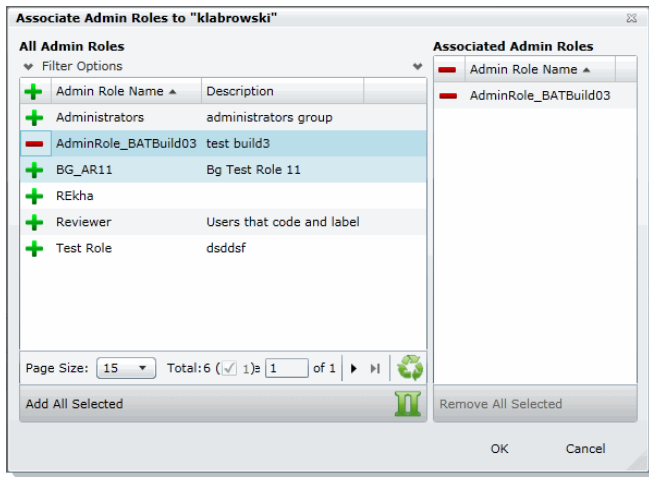 Associate Admin Roles to "klabrowski"
All Admin Roles
Filter Options
Admin Role Name Description
Administrators administrators group
AdminRole_BATBuild03 test build3
BG_AR11 Bg Test Role 11
REkha
Reviewer Users that code and label
Test Role dsddsf
Page Size: 15 Total:6 ( 1) 1 of 1
Add All Selected
Associated Admin Roles
Admin Role Name
AdminRole_BATBuild03
Remove All Selected
OK Cancel